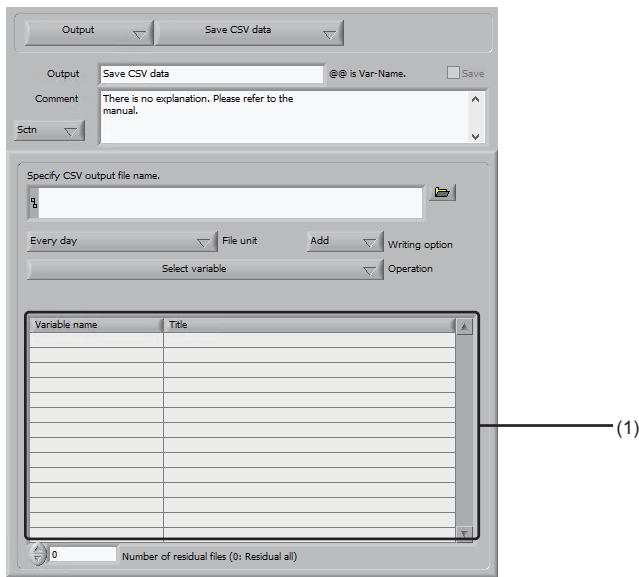 Output Save CSV data
Output Save CSV data @@ is Var-Name. Save
Comment There is no explanation. Please refer to the
manual.
Sctn
Specify CSV output file name.
Every day File unit Add Writing option
Select variable Operation
Variable name Title
(1)
0 Number of residual files (0: Residual all)